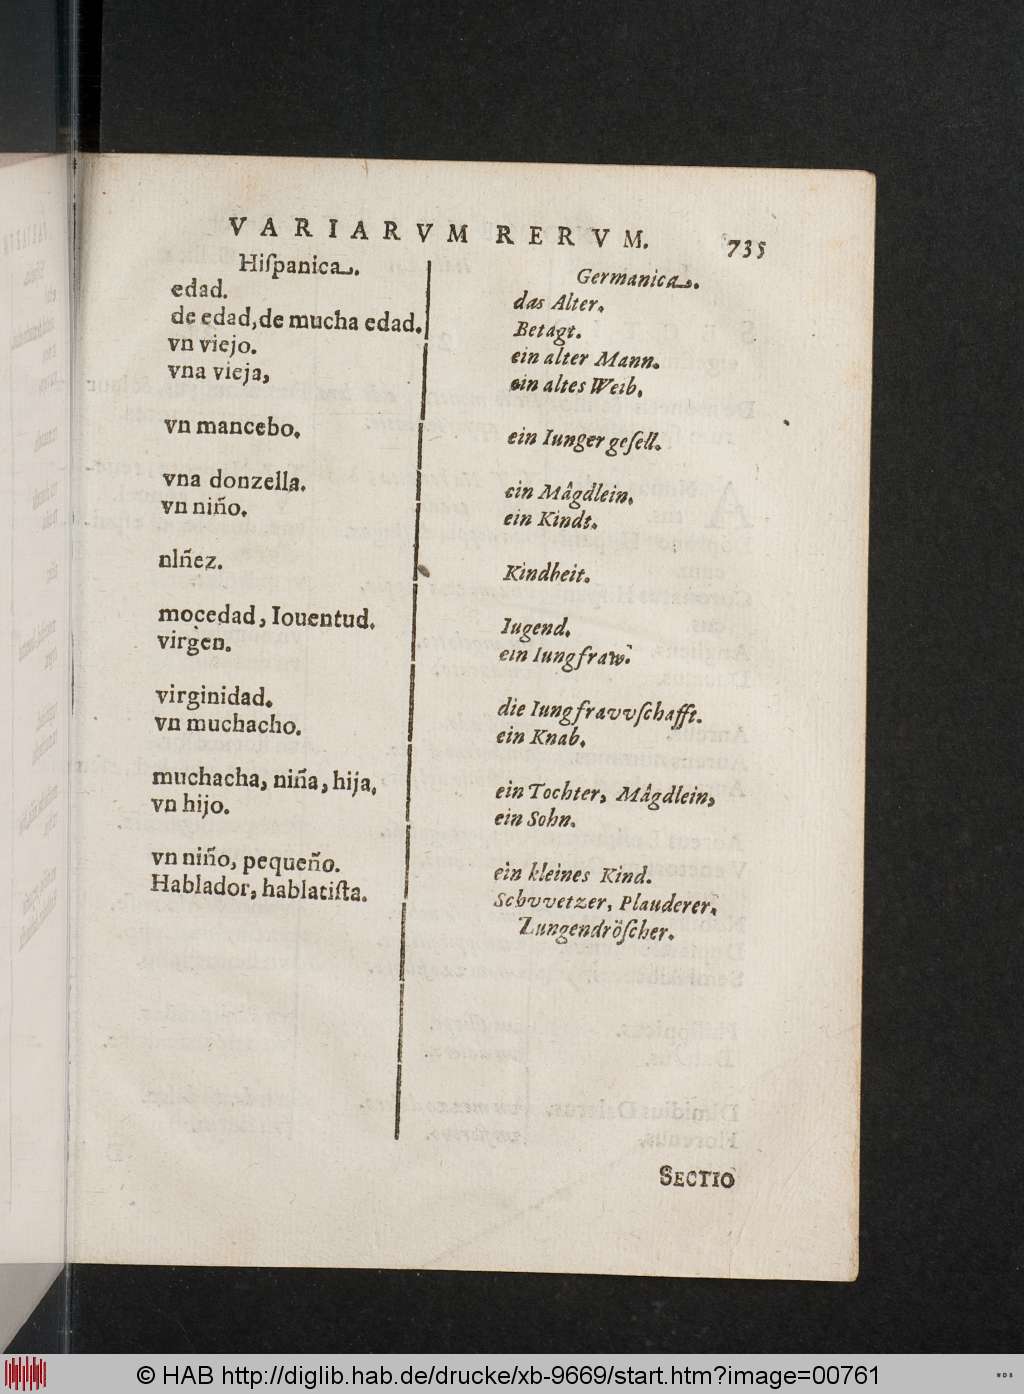 VARIARVM RERVM. 735
Hiſpanica.
edad.
de edad, de mucha edad.
vn viejo.
vna vieja,
vn mancebo.
vna donzella.
vn niño.
nIñez.
mocedad, Iouentud.
virgen.
virginidad.
vn muchacho.
muchacha, niña, hija,
vn hijo.
vn niño, pequeño.
Hablador, hablatiſta.
Germanica.
das Alter.
Betagt.
ein alter Mann.
ein altes Weib,
ein Iunger geſell.
ein Mâgdlein,
ein Kindt.
Kindheit.
Iugend.
ein Iungfraw.
die Iungfravvſchafft.
ein Knab.
ein Tochter, Mâgdlein,
ein Sohn.
ein kleines Kind.
Schvvetzer, Plauderer,
Zungendröſcher.
SECTIO
© HAB http://diglib.hab.de/drucke/xb-9669/start.htm?image=00761